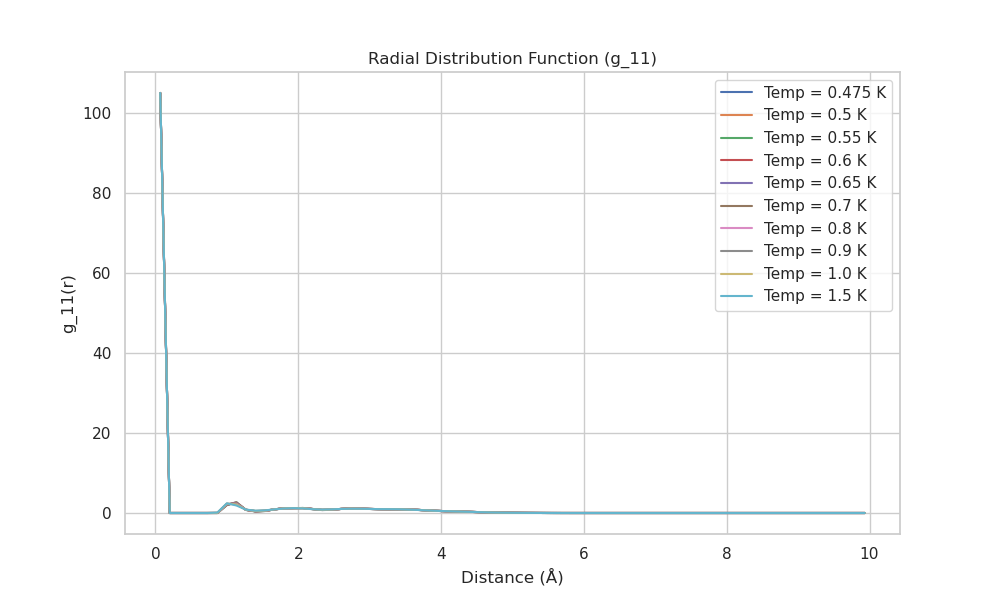 Radial Distribution Function (g_11)
g_11(r)
100
80
60
40
20
0
0 2 4 6 8 10
Distance (Å)
Temp = 0.475 K
Temp = 0.5 K
Temp = 0.55 K
Temp = 0.6 K
Temp = 0.65 K
Temp = 0.7 K
Temp = 0.8 K
Temp = 0.9 K
Temp = 1.0 K
Temp = 1.5 K